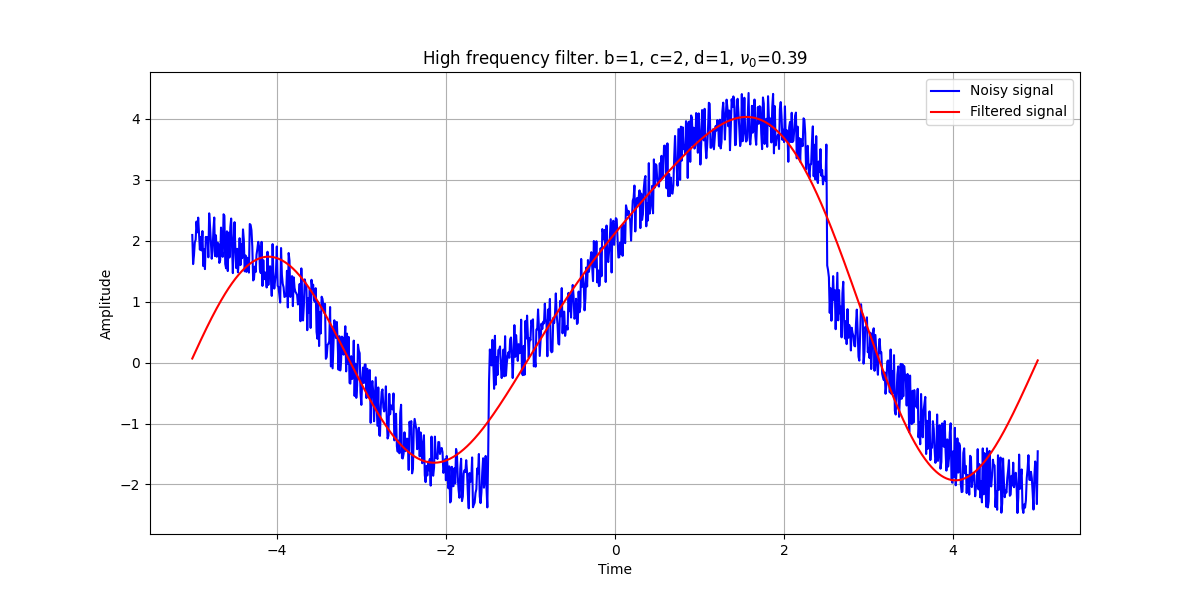 High frequency filter. b=1, c=2, d=1, ν₀=0.39
Noisy signal
Filtered signal
Amplitude
4
3
2
1
0
−1
−2
−4
−2
0
2
4
Time